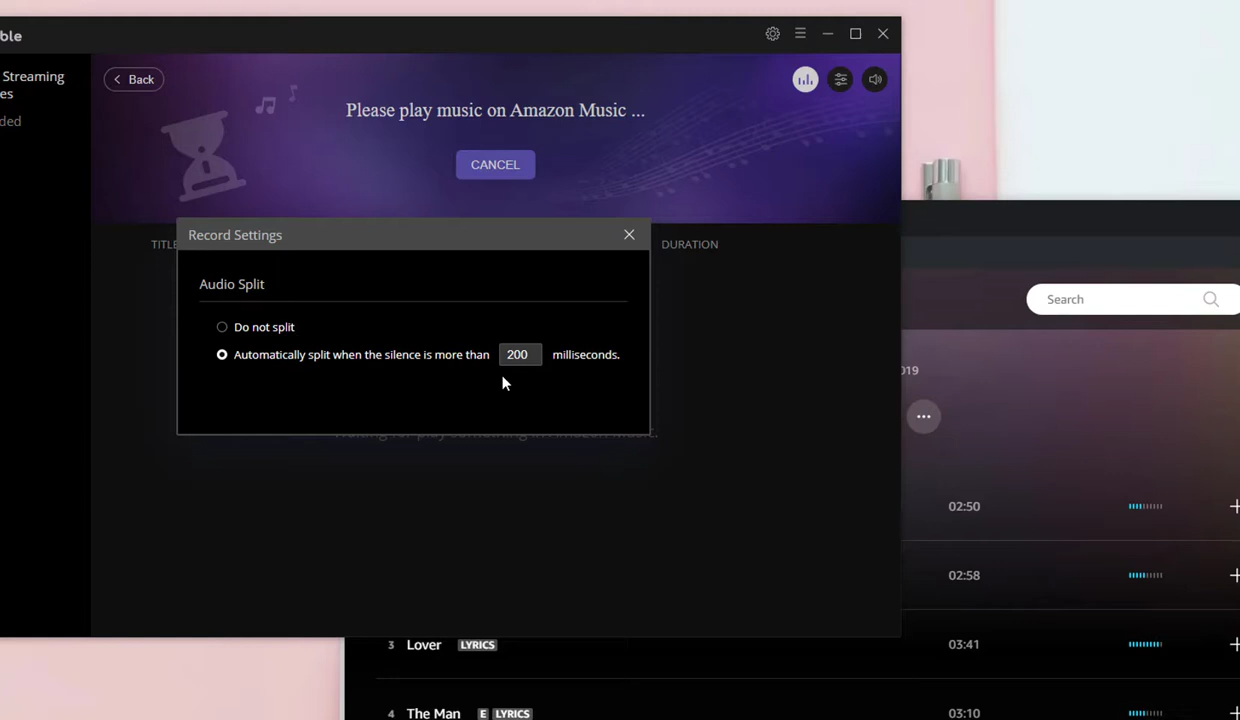 ble
Streaming
es
ded
Back
Please play music on Amazon Music ...
CANCEL
Record Settings
TITLE
DURATION
Audio Split
Do not split
Automatically split when the silence is more than 200 milliseconds.
Search
019
02:50
02:58
3 Lover LYRICS 03:41
4 The Man E LYRICS 03:10